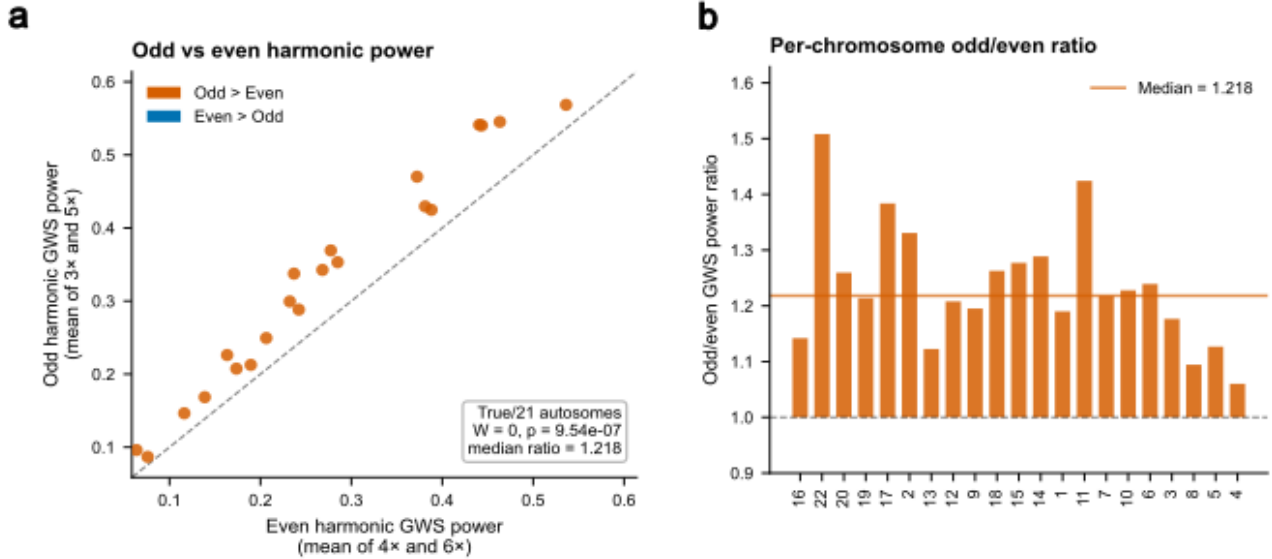 a
Odd vs even harmonic power
Odd > Even
Even > Odd
Odd harmonic GWS power
(mean of 3× and 5×)
0.6
0.5
0.4
0.3
0.2
0.1
True/21 autosomes
W = 0, p = 9.54e-07
median ratio = 1.218
0.1 0.2 0.3 0.4 0.5 0.6
Even harmonic GWS power
(mean of 4× and 6×)
b
Per-chromosome odd/even ratio
Median = 1.218
Odd/even GWS power ratio
1.6
1.5
1.4
1.3
1.2
1.1
1.0
0.9
16 22 20 19 17 2 13 12 9 18 15 14 1 11 7 10 6 3 8 5 4